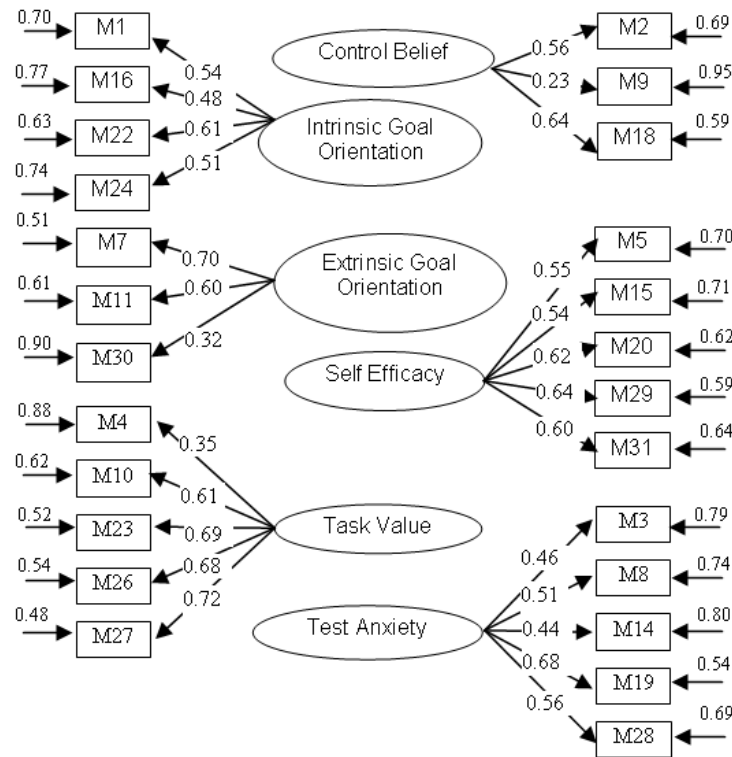 0.70
M1
0.54
0.77
M16
0.48
0.63
M22
0.61
0.74
M24
0.51
Intrinsic Goal
Orientation
Control Belief
0.56
M2
0.69
0.23
M9
0.95
0.64
M18
0.59
0.51
M7
0.70
0.61
M11
0.60
0.90
M30
0.32
Extrinsic Goal
Orientation
Self Efficacy
0.55
M5
0.70
0.54
M15
0.71
0.62
M20
0.62
0.64
M29
0.59
0.60
M31
0.64
0.88
M4
0.35
0.62
M10
0.61
0.52
M23
0.69
0.54
M26
0.68
0.48
M27
0.72
Task Value
Test Anxiety
0.46
M3
0.79
0.51
M8
0.74
0.44
M14
0.80
0.68
M19
0.54
0.56
M28
0.69